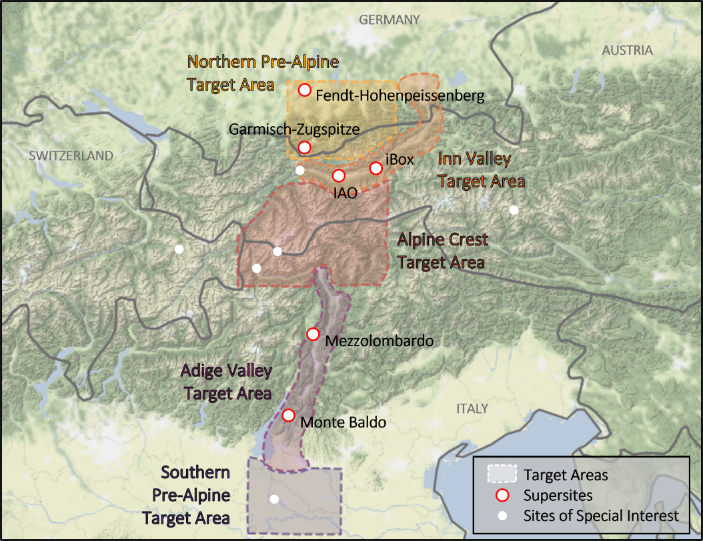 GERMANY
AUSTRIA
Northern Pre-Alpine
Target Area
Fendt-Hohenpeissenberg
Garmisch-Zugspitze
SWITZERLAND
iBox
Inn Valley
Target Area
IAO
Alpine Crest
Target Area
Mezzolombardo
Adige Valley
Target Area
ITALY
Monte Baldo
Southern
Pre-Alpine
Target Area
Target Areas
Supersites
Sites of Special Interest